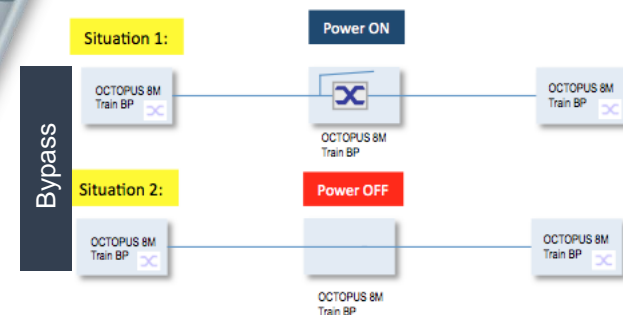 Situation 1:
Power ON
OCTOPUS 8M
Train BP
OCTOPUS 8M
Train BP
OCTOPUS 8M
Train BP
Bypass
Situation 2:
Power OFF
OCTOPUS 8M
Train BP
OCTOPUS 8M
Train BP
OCTOPUS 8M
Train BP